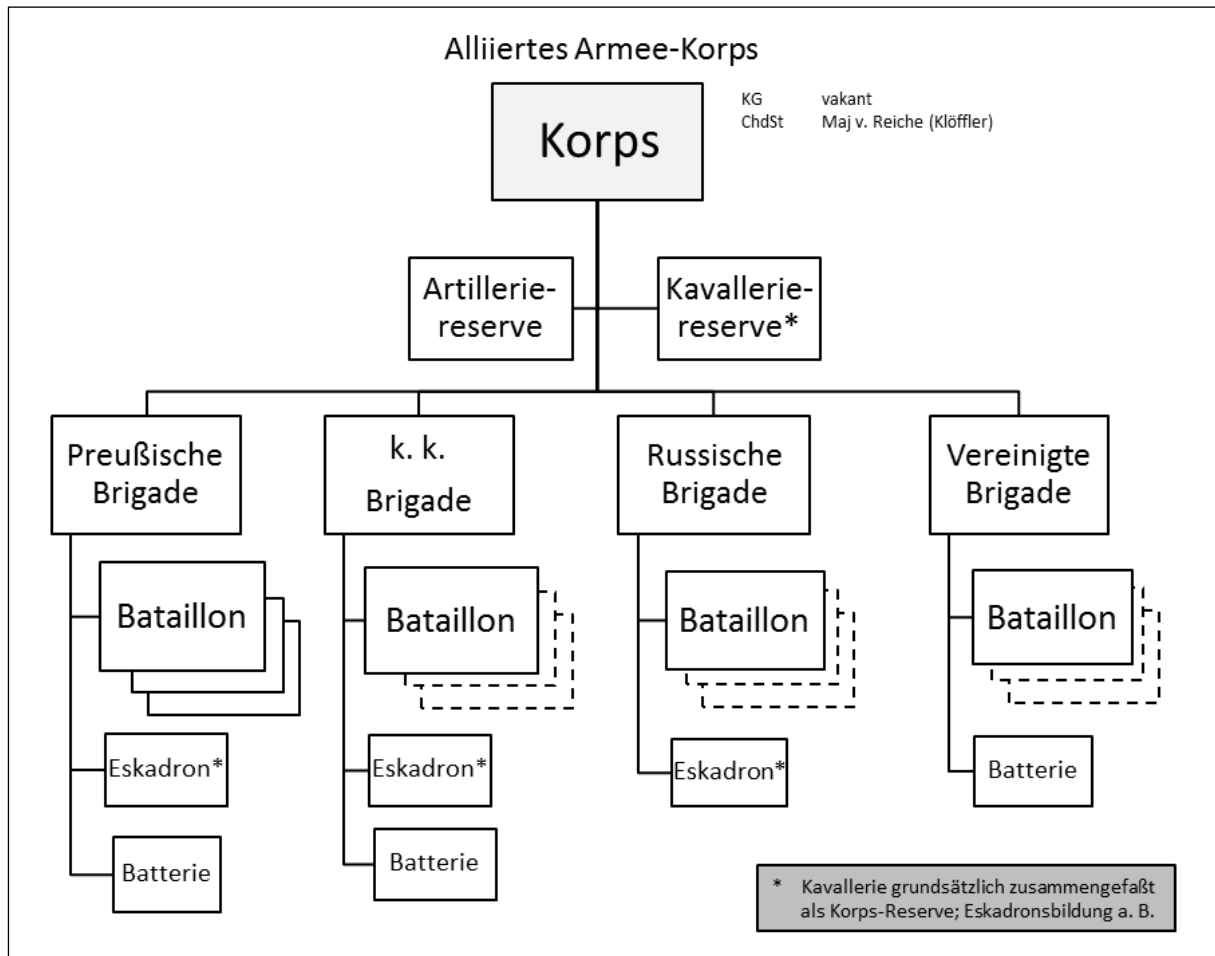 Alliiertes Armee-Korps
Korps
KG vakant
ChdSt Maj v. Reiche (Klöffler)
Artillerie-
reserve
Kavallerie-
reserve*
Preußische
Brigade
k. k.
Brigade
Russische
Brigade
Vereinigte
Brigade
Bataillon
Bataillon
Bataillon
Bataillon
Eskadron*
Eskadron*
Eskadron*
Batterie
Batterie
Batterie
* Kavallerie grundsätzlich zusammengefaßt
als Korps-Reserve; Eskadronsbildung a. B.